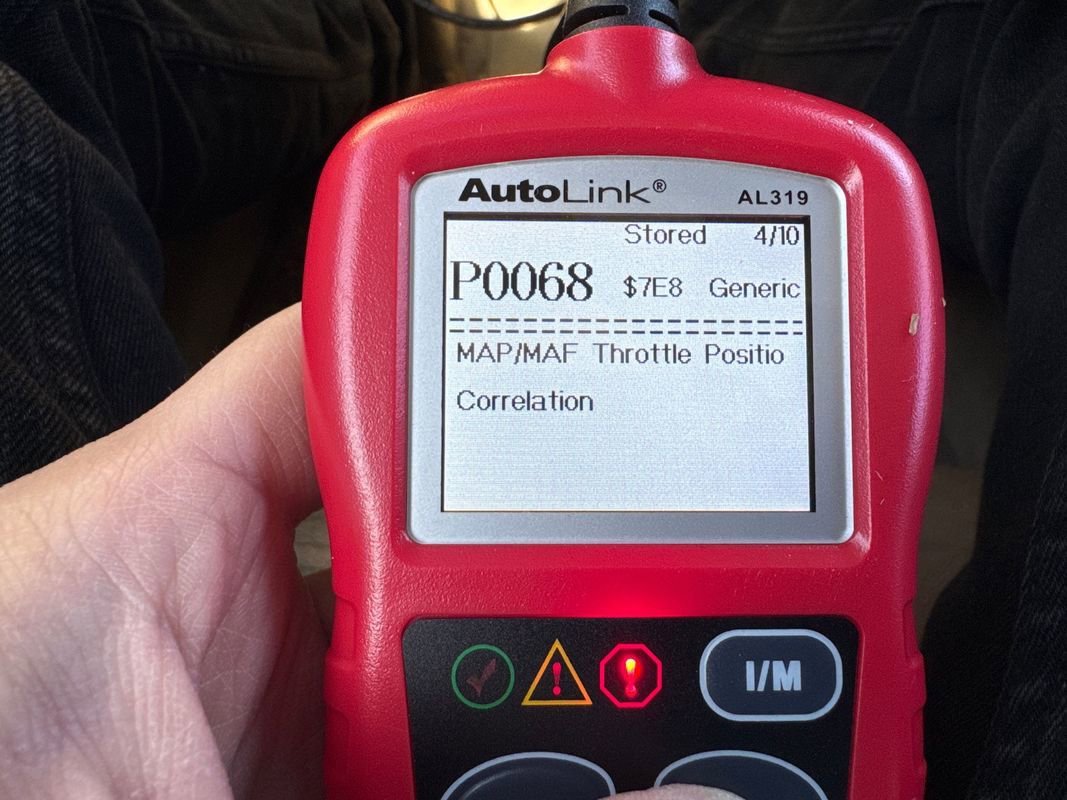 AutoLink® AL319
Stored 4/10
P0068 $7E8 Generic
MAP/MAF Throttle Positio
Correlation
I/M